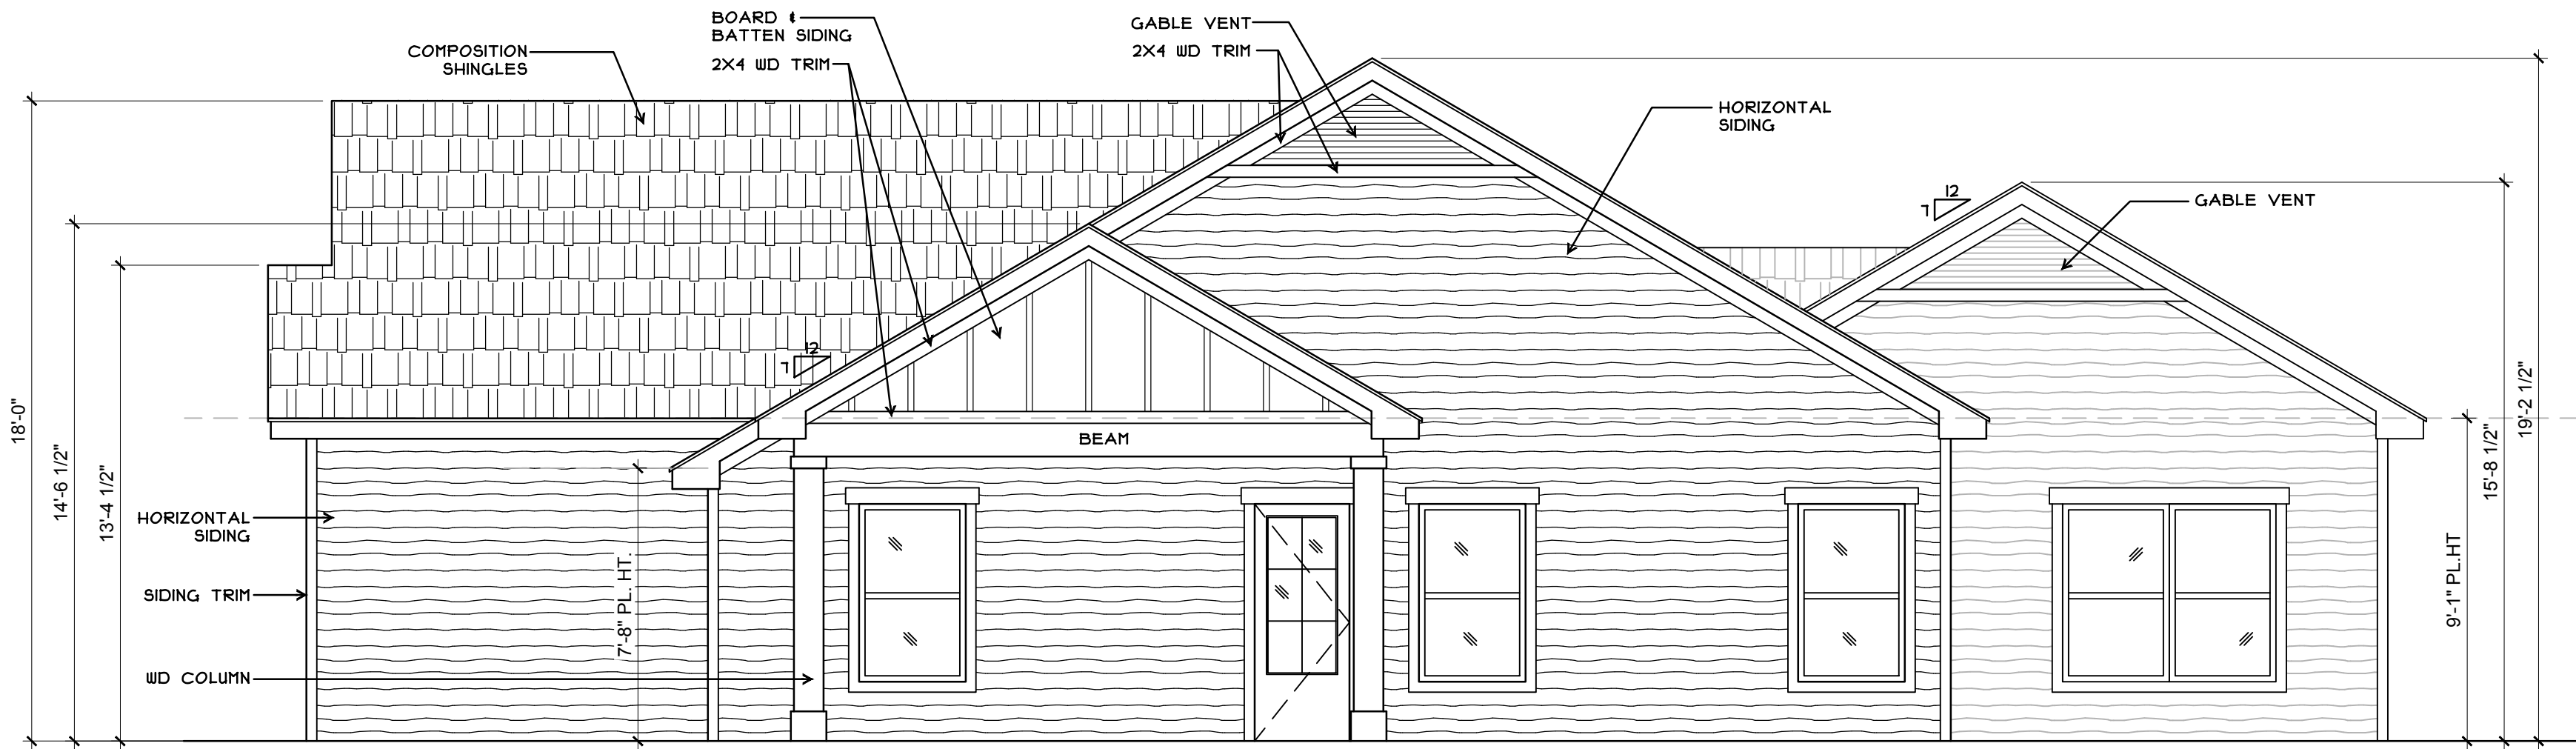 BOARD &
BATTEN SIDING
2X4 WD TRIM
GABLE VENT
2X4 WD TRIM
COMPOSITION
SHINGLES
HORIZONTAL
SIDING
12
7
GABLE VENT
12
7
BEAM
18'-0"
14'-6 1/2"
13'-4 1/2"
HORIZONTAL
SIDING
SIDING TRIM
WD COLUMN
7'-8" PL. HT.
9'-1" PL.HT
15'-8 1/2"
19'-2 1/2"